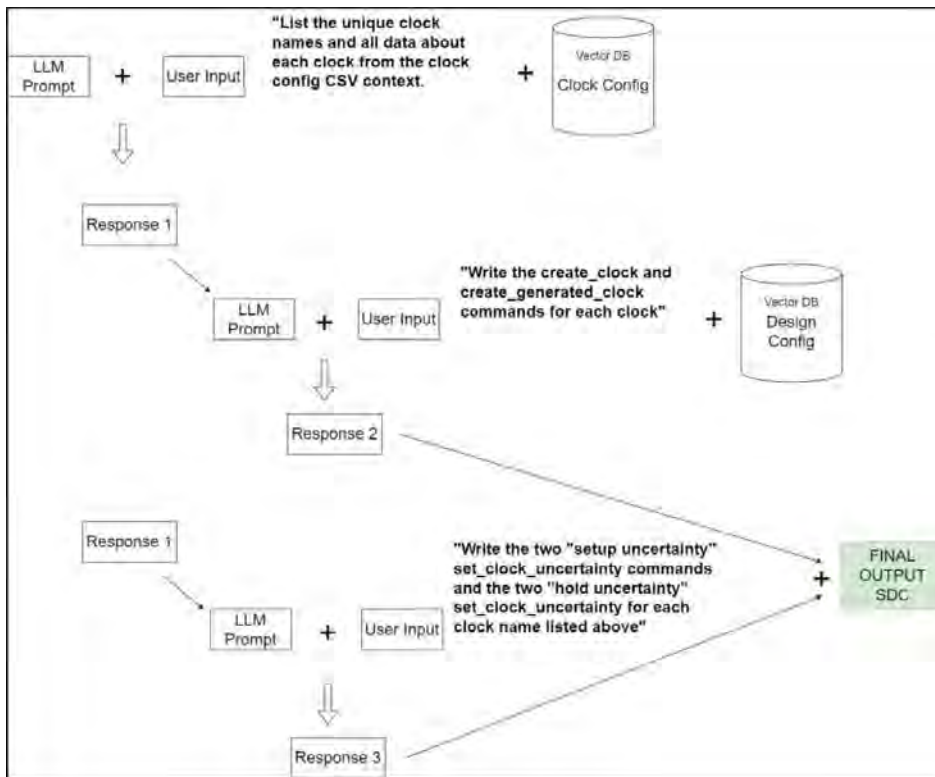 LLM
Prompt
+
User Input
"List the unique clock
names and all data about
each clock from the clock
config CSV context.
+
Vector DB
Clock Config
Response 1
LLM
Prompt
+
User Input
"Write the create_clock and
create_generated_clock
commands for each clock"
+
Vector DB
Design
Config
Response 2
Response 1
LLM
Prompt
+
User Input
"Write the two "setup uncertainty"
set_clock_uncertainty commands
and the two "hold uncertainty"
set_clock_uncertainty for each
clock name listed above"
+
FINAL
OUTPUT
SDC
Response 3